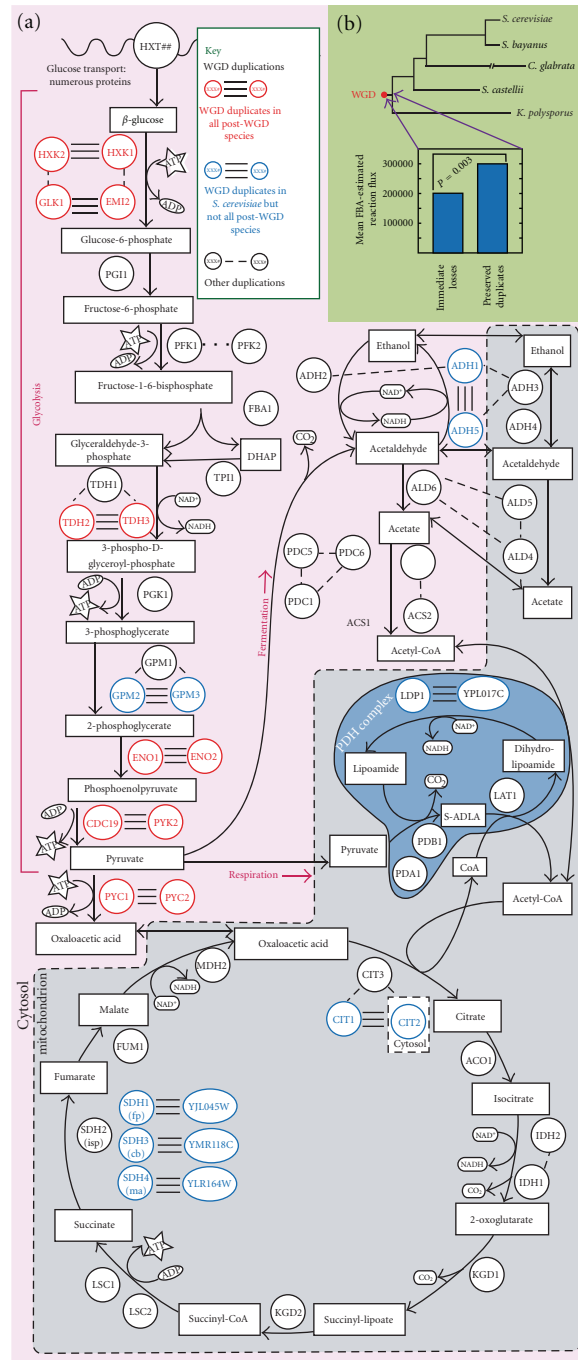 (a)
HXT##
Glucose transport:
numerous proteins
Key
WGD duplications
XXX# XXX#
WGD duplicates in
all post-WGD
species
XXX# XXX#
WGD duplicates in
S. cerevisiae but
not all post-WGD
species
XXX# XXX#
Other duplications
(b)
S. cerevisiae
S. bayanus
C. glabrata
S. castellii
WGD
K. polysporus
Mean FBA-estimated
reaction flux
300000
200000
100000
P = 0.003
Immediate
losses
Preserved
duplicates
Glycolysis
β-glucose
HXK2 HXK1
ATP
GLK1 EMI2
ADP
Glucose-6-phosphate
PGI1
Fructose-6-phosphate
ATP
ADP
PFK1 PFK2
Fructose-1-6-bisphosphate
FBA1
Glyceraldehyde-3-
phosphate
DHAP
TPI1
TDH1
NAD+
TDH2 TDH3
NADH
3-phospho-D-
glyceroyl-phosphate
ADP
ATP
PGK1
3-phosphoglycerate
GPM1
GPM2 GPM3
2-phosphoglycerate
ENO1 ENO2
Phosphoenolpyruvate
ADP
ATP
CDC19 PYK2
Pyruvate
ATP
ADP
PYC1 PYC2
Oxaloacetic acid
Fermentation
Respiration
CO2
Ethanol
ADH2
NAD+
NADH
ADH1
ADH5
ADH3
ADH4
Ethanol
Acetaldehyde
Acetaldehyde
ALD6
ALD5
ALD4
Acetate
Acetate
PDC5 PDC6
PDC1
ACS1
ACS2
Acetyl-CoA
PDH complex
LDP1 YPL017C
NAD+
NADH
Lipoamide
Dihydro-
lipoamide
CO2
LAT1
S-ADLA
PDB1
PDA1
Pyruvate
CoA
Acetyl-CoA
Cytosol
mitochondrion
Oxaloacetic acid
MDH2
NADH
NAD+
Malate
FUM1
Fumarate
CIT3
CIT1 CIT2
Cytosol
Citrate
ACO1
Isocitrate
NAD+
NADH
CO2
IDH2
IDH1
2-oxoglutarate
SDH1
(fp)
YJL045W
SDH2
(isp)
SDH3
(cb)
YMR118C
SDH4
(ma)
YLR164W
Succinate
ATP
ADP
LSC1
LSC2
Succinyl-CoA
KGD2
Succinyl-lipoate
CO2
KGD1